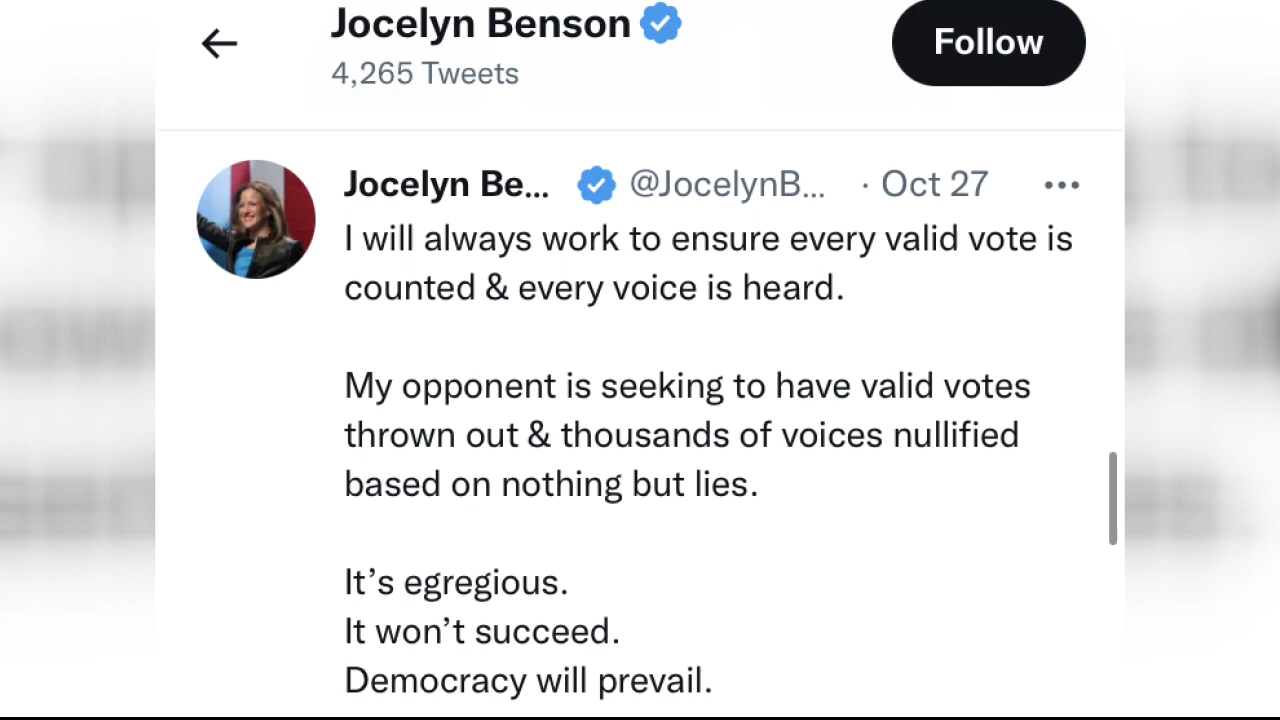 Jocelyn Benson
4,265 Tweets
Follow
Jocelyn Be... @JocelynB... · Oct 27
I will always work to ensure every valid vote is
counted & every voice is heard.
My opponent is seeking to have valid votes
thrown out & thousands of voices nullified
based on nothing but lies.
It’s egregious.
It won’t succeed.
Democracy will prevail.